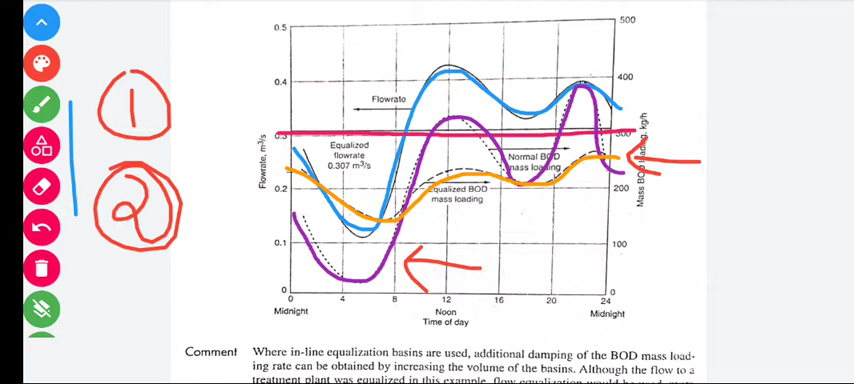 1
2
0.5
0.4
0.3
0.2
0.1
0
Flowrate, m³/s
500
400
300
200
100
0
Mass BOD loading, kg/h
Flowrate
Equalized
flowrate
0.307 m³/s
Normal BOD
mass loading
Equalized BOD
mass loading
0 4 8 12 16 20 24
Midnight Noon Midnight
Time of day
Comment Where in-line equalization basins are used, additional damping of the BOD mass load-
ing rate can be obtained by increasing the volume of the basins. Although the flow to a
treatment plant was equalized in this example, flow equalization would be used,